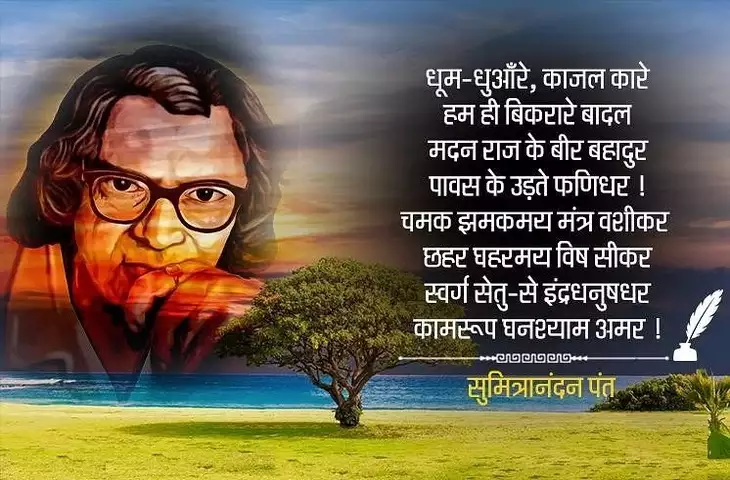 धूम-धुआँरे, काजल कारे
हम ही बिकरारे बादल
मदन राज के बीर बहादुर
पावस के उड़ते फणिधर !
चमक झमकमय मंत्र वशीकर
छहर घहरमय विष सीकर
स्वर्ग सेतु-से इंद्रधनुषधर
कामरूप घनश्याम अमर !
सुमित्रानंदन पंत